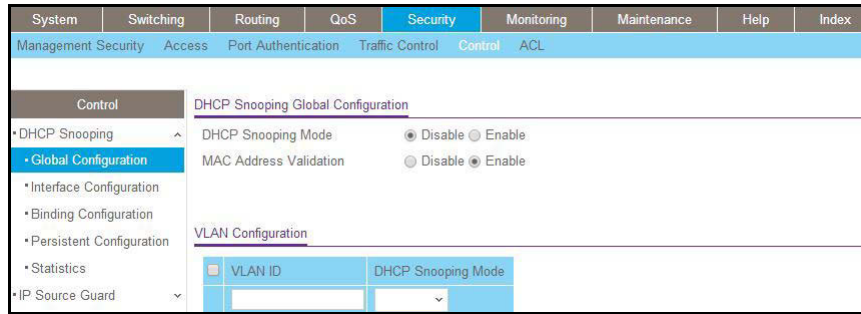 System Switching Routing QoS Security Monitoring Maintenance Help Index
Management Security Access Port Authentication Traffic Control Control ACL
Control
DHCP Snooping
Global Configuration
Interface Configuration
Binding Configuration
Persistent Configuration
Statistics
IP Source Guard
DHCP Snooping Global Configuration
DHCP Snooping Mode Disable Enable
MAC Address Validation Disable Enable
VLAN Configuration
VLAN ID DHCP Snooping Mode